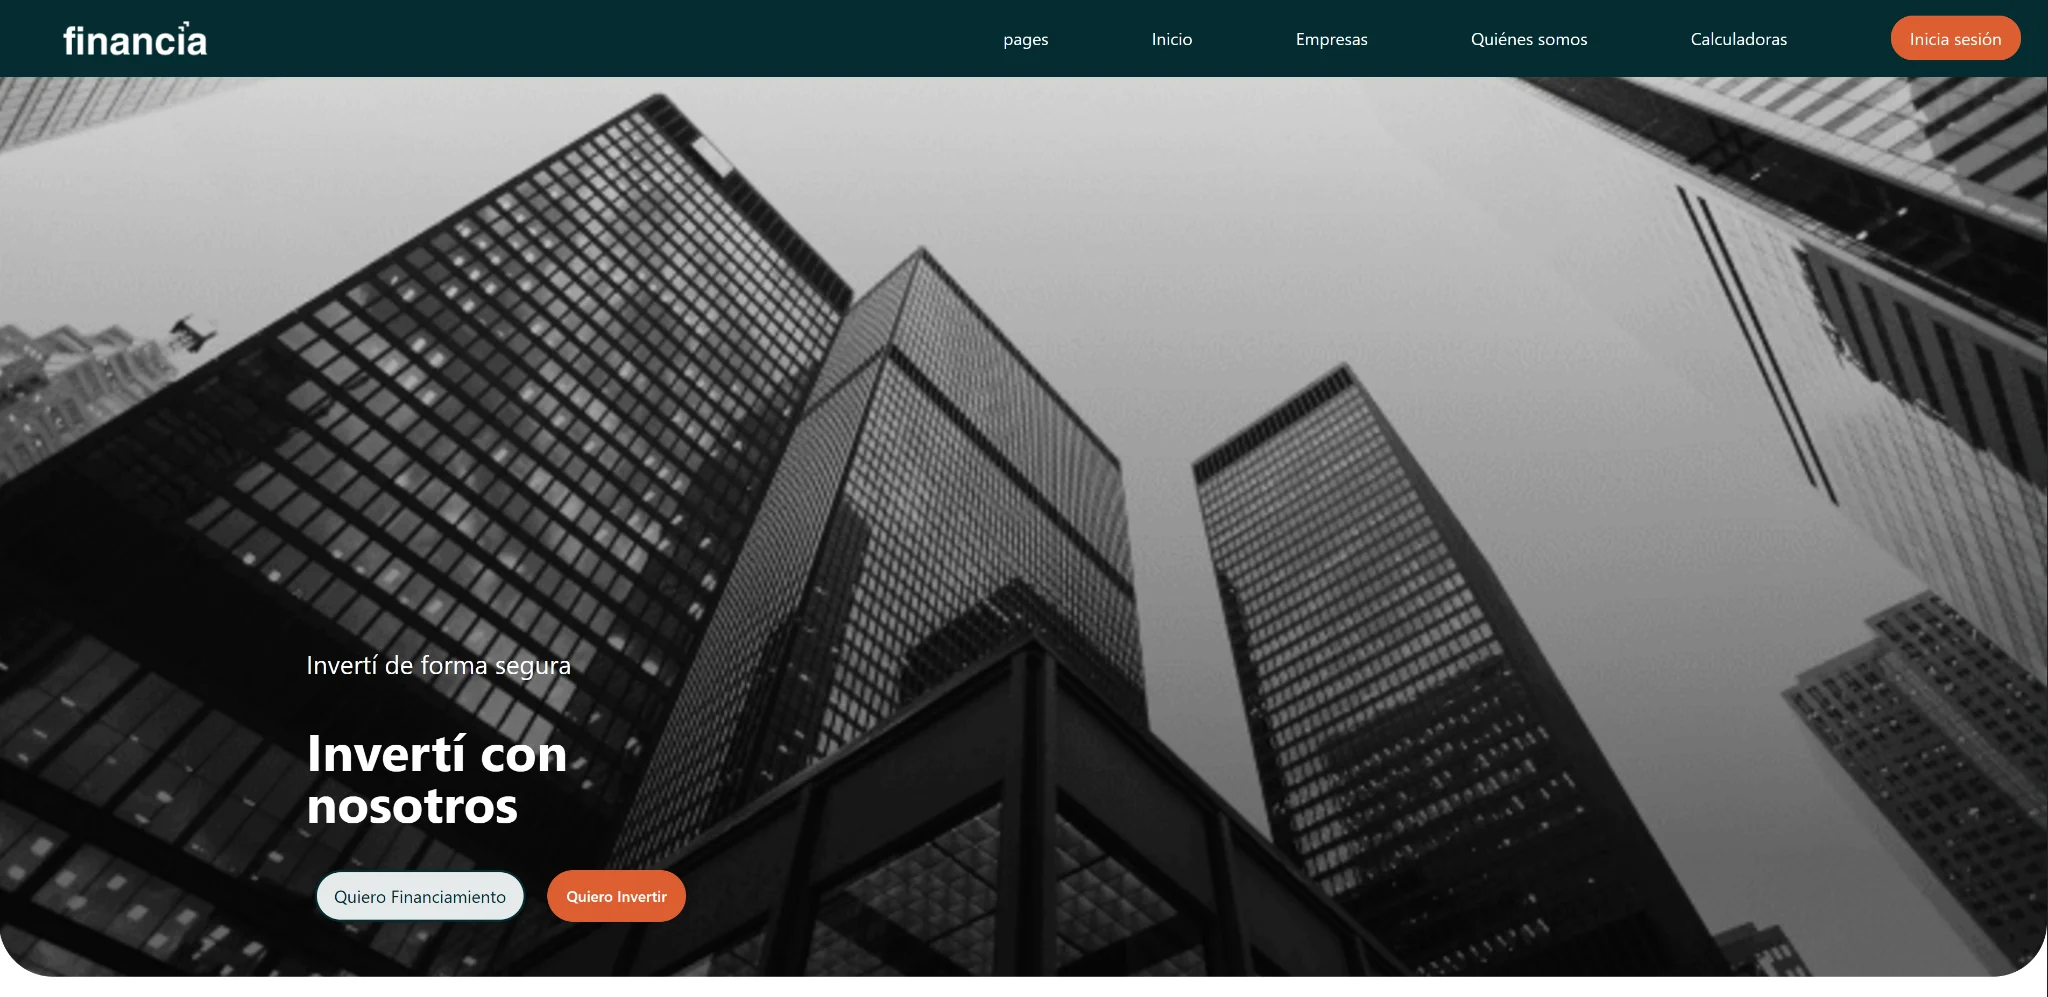 financia
pages
Inicio
Empresas
Quiénes somos
Calculadoras
Inicia sesión
Invertí de forma segura
Invertí con
nosotros
Quiero Financiamiento
Quiero Invertir